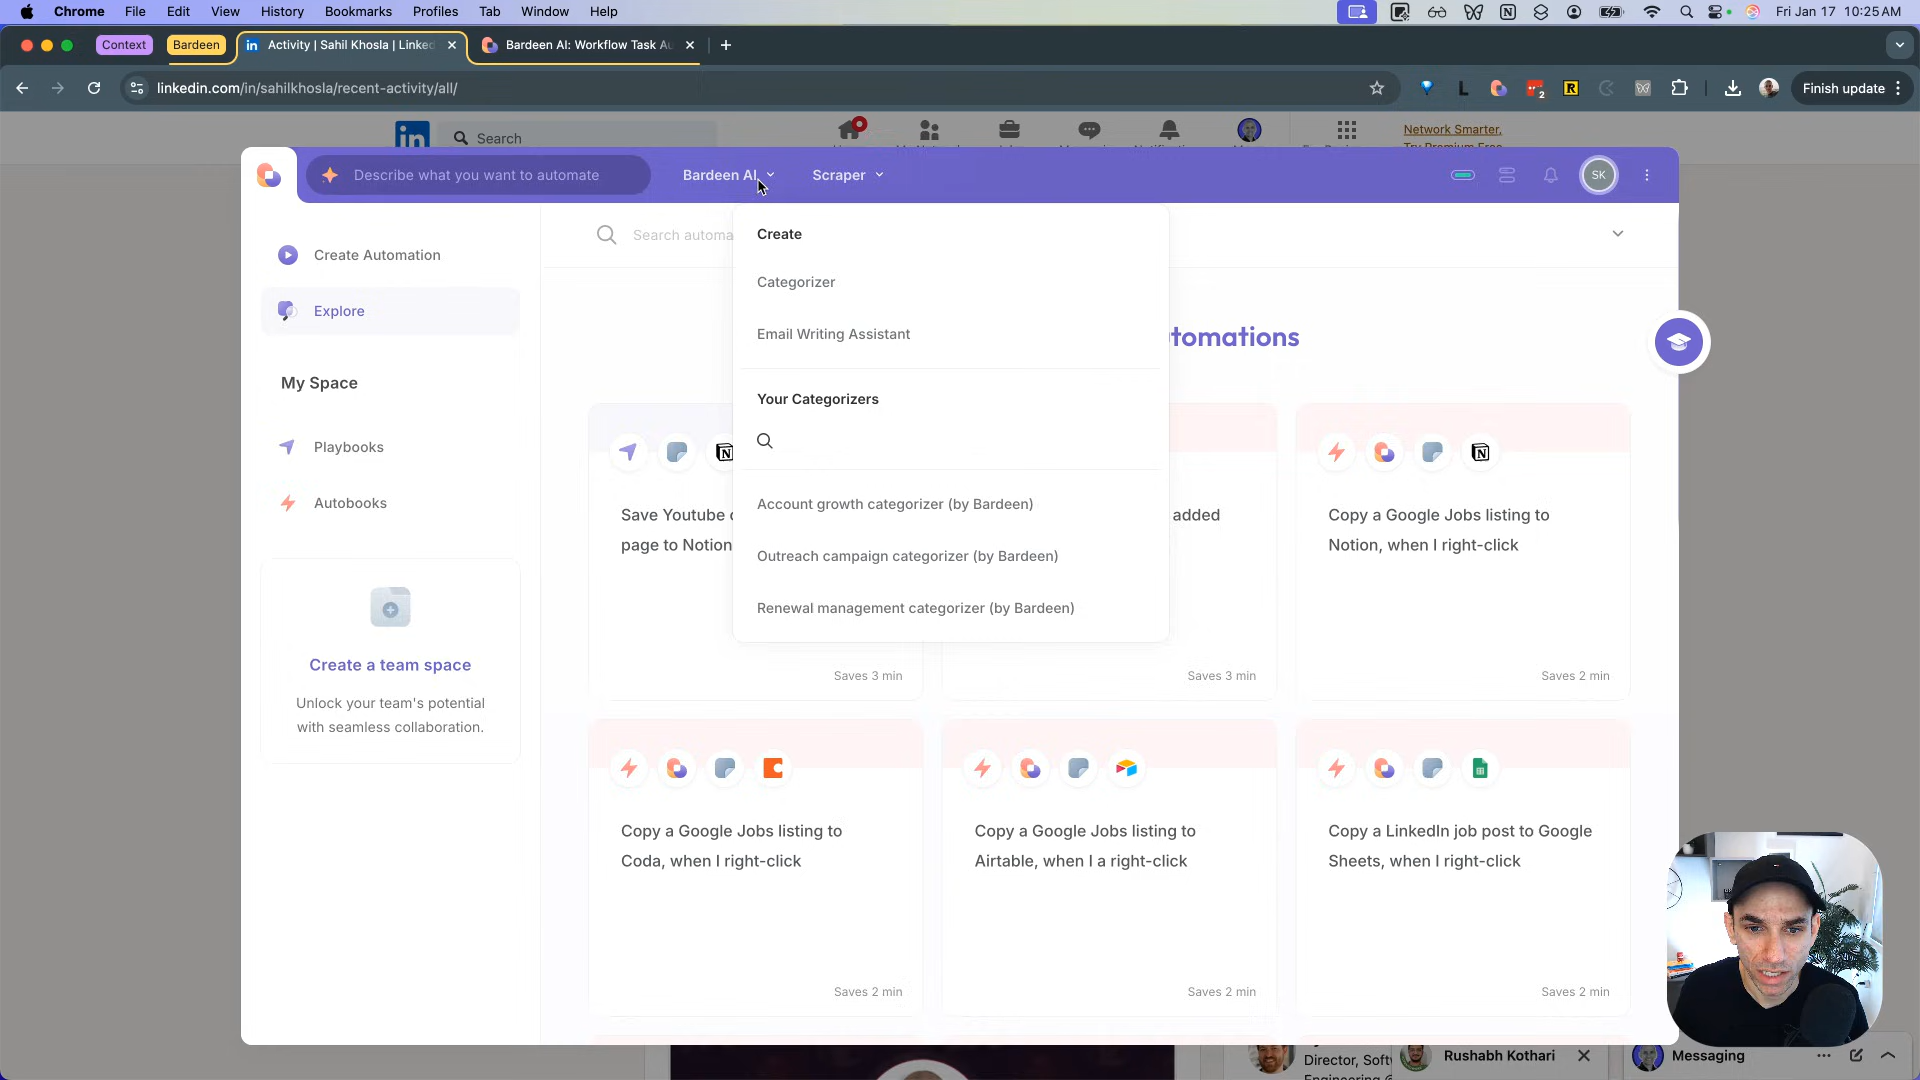 Chrome File Edit View History Bookmarks Profiles Tab Window Help Fri Jan 17 10:25 AM
Context Bardeen Activity | Sahil Khosla | Linked Bardeen AI: Workflow Task Au
linkedin.com/in/sahilkhosla/recent-activity/all/ 2 Finish update
in Search Network Smarter,
Describe what you want to automate Bardeen AI Scraper SK
Create Automation
Explore
My Space
Playbooks
Autobooks
Create a team space
Unlock your team's potential
with seamless collaboration.
Search automa
Create
Categorizer
Email Writing Assistant
Your Categorizers
Account growth categorizer (by Bardeen)
Outreach campaign categorizer (by Bardeen)
Renewal management categorizer (by Bardeen)
tomations
Save Youtube
page to Notion
Saves 3 min
added
Saves 3 min
Copy a Google Jobs listing to
Notion, when I right-click
Saves 2 min
Copy a Google Jobs listing to
Coda, when I right-click
Saves 2 min
Copy a Google Jobs listing to
Airtable, when I a right-click
Saves 2 min
Copy a LinkedIn job post to Google
Sheets, when I right-click
Saves 2 min
Director, Soft
Engineering
Rushabh Kothari
Messaging